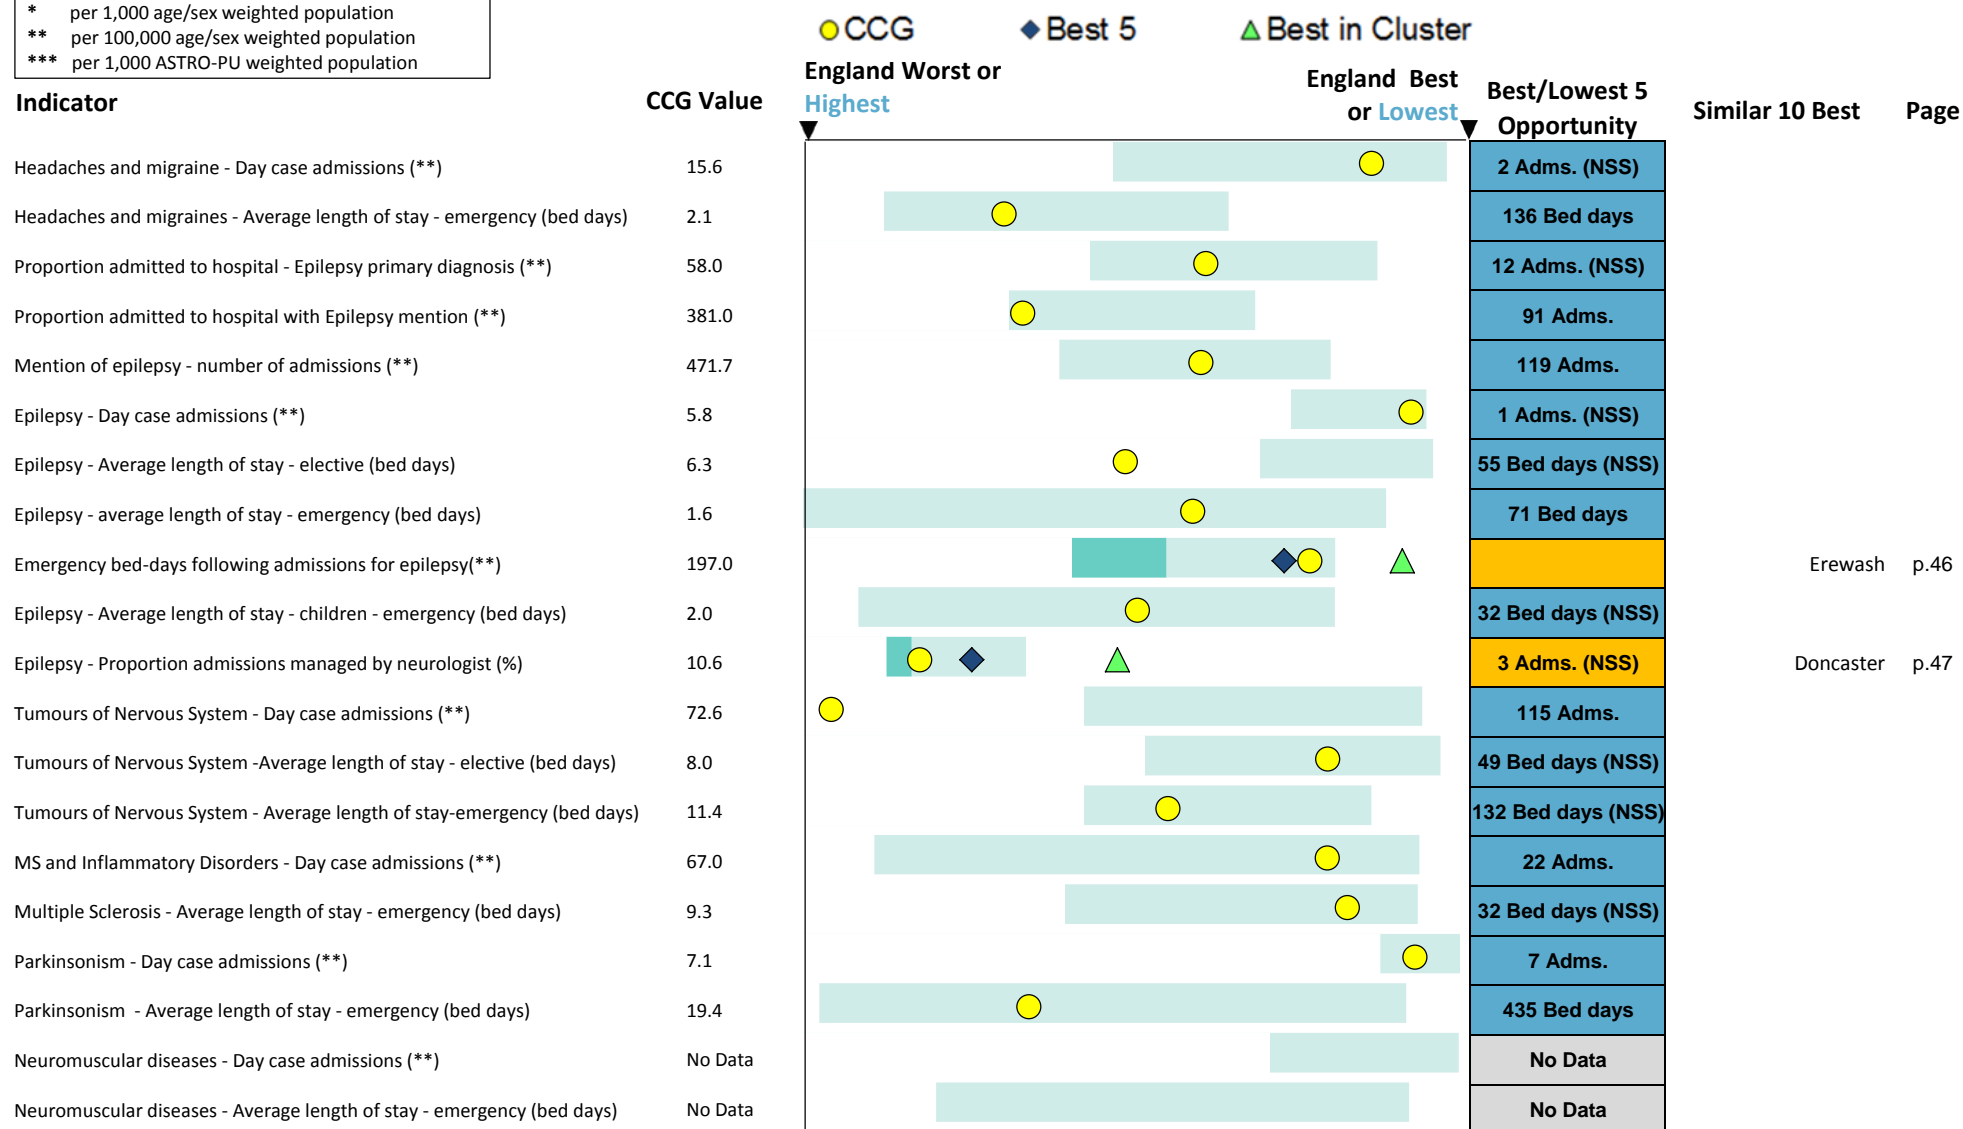 * per 1,000 age/sex weighted population
** per 100,000 age/sex weighted population
*** per 1,000 ASTRO-PU weighted population
CCG Best 5 Best in Cluster
Indicator CCG Value England Worst or Highest England Best or Lowest Best/Lowest 5 Opportunity Similar 10 Best Page
Headaches and migraine - Day case admissions (**) 15.6 2 Adms. (NSS)
Headaches and migraines - Average length of stay - emergency (bed days) 2.1 136 Bed days
Proportion admitted to hospital - Epilepsy primary diagnosis (**) 58.0 12 Adms. (NSS)
Proportion admitted to hospital with Epilepsy mention (**) 381.0 91 Adms.
Mention of epilepsy - number of admissions (**) 471.7 119 Adms.
Epilepsy - Day case admissions (**) 5.8 1 Adms. (NSS)
Epilepsy - Average length of stay - elective (bed days) 6.3 55 Bed days (NSS)
Epilepsy - average length of stay - emergency (bed days) 1.6 71 Bed days
Emergency bed-days following admissions for epilepsy(**) 197.0 Erewash p.46
Epilepsy - Average length of stay - children - emergency (bed days) 2.0 32 Bed days (NSS)
Epilepsy - Proportion admissions managed by neurologist (%) 10.6 3 Adms. (NSS) Doncaster p.47
Tumours of Nervous System - Day case admissions (**) 72.6 115 Adms.
Tumours of Nervous System -Average length of stay - elective (bed days) 8.0 49 Bed days (NSS)
Tumours of Nervous System - Average length of stay-emergency (bed days) 11.4 132 Bed days (NSS)
MS and Inflammatory Disorders - Day case admissions (**) 67.0 22 Adms.
Multiple Sclerosis - Average length of stay - emergency (bed days) 9.3 32 Bed days (NSS)
Parkinsonism - Day case admissions (**) 7.1 7 Adms.
Parkinsonism - Average length of stay - emergency (bed days) 19.4 435 Bed days
Neuromuscular diseases - Day case admissions (**) No Data No Data
Neuromuscular diseases - Average length of stay - emergency (bed days) No Data No Data